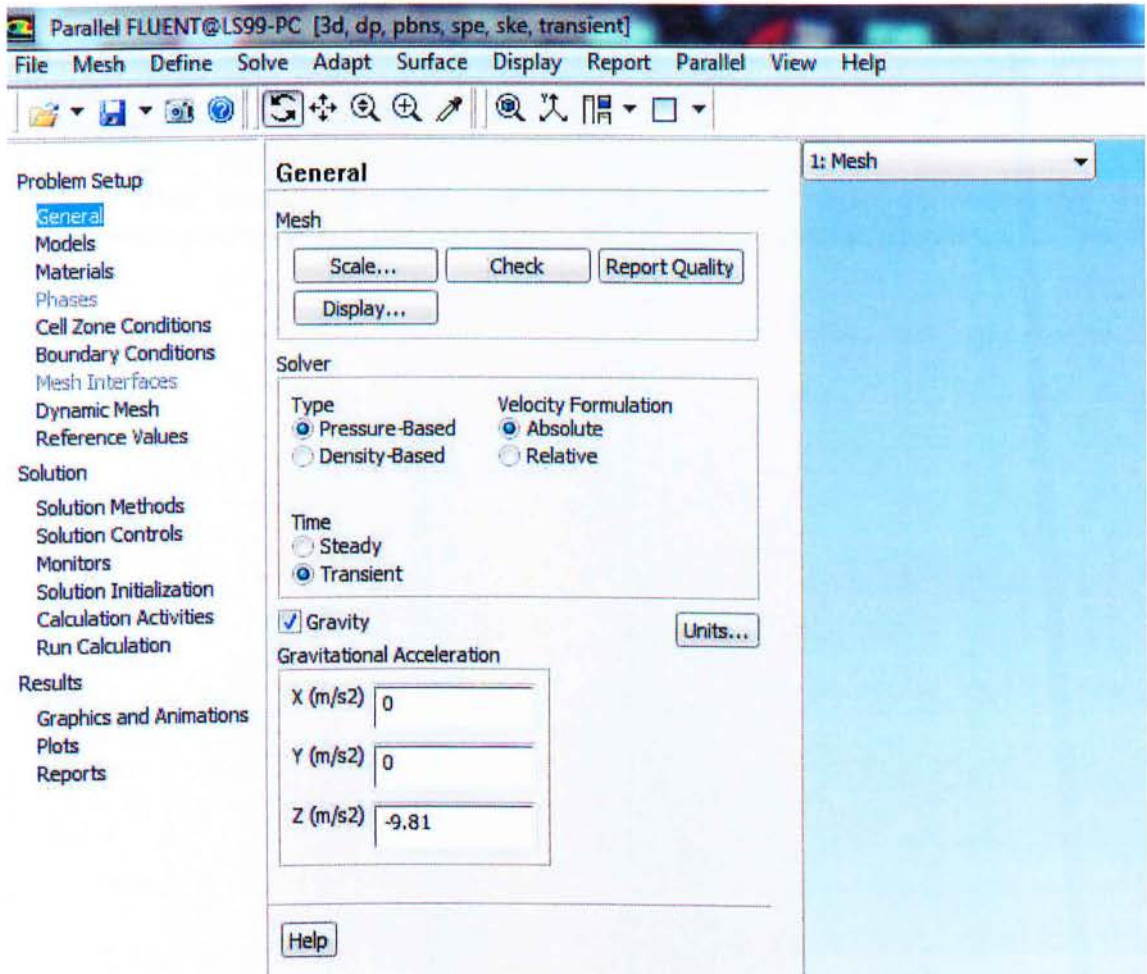 Parallel FLUENT@LS99-PC [3d, dp, pbns, spe, ske, transient]
File Mesh Define Solve Adapt Surface Display Report Parallel View Help
Problem Setup
General
Models
Materials
Phases
Cell Zone Conditions
Boundary Conditions
Mesh Interfaces
Dynamic Mesh
Reference Values
Solution
Solution Methods
Solution Controls
Monitors
Solution Initialization
Calculation Activities
Run Calculation
Results
Graphics and Animations
Plots
Reports
General
Mesh
Scale... Check Report Quality
Display...
Solver
Type Velocity Formulation
Pressure-Based Absolute
Density-Based Relative
Time
Steady
Transient
Gravity Units...
Gravitational Acceleration
X (m/s2) 0
Y (m/s2) 0
Z (m/s2) -9.81
Help
1: Mesh